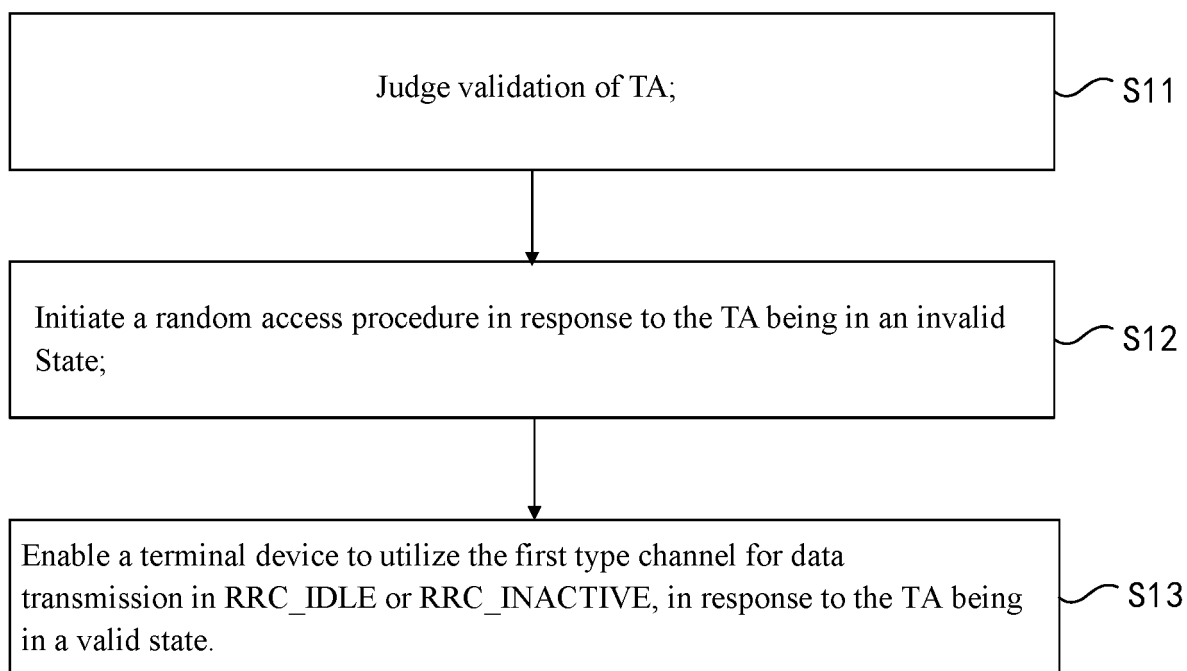 Judge validation of TA;
S11
Initiate a random access procedure in response to the TA being in an invalid
State;
S12
Enable a terminal device to utilize the first type channel for data
transmission in RRC_IDLE or RRC_INACTIVE, in response to the TA being
in a valid state.
S13